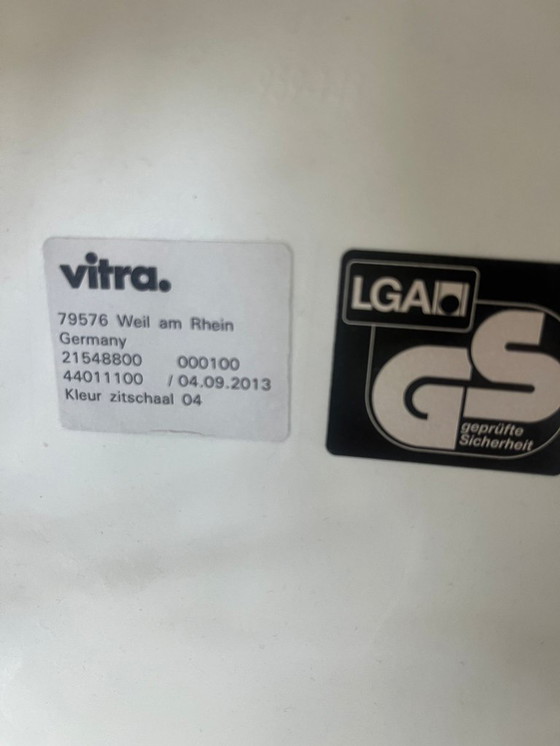 vitra.
79576 Weil am Rhein
Germany
21548800 000100
44011100 / 04.09.2013
Kleur zitschaal 04
LGA
GS
geprüfte
Sicherheit